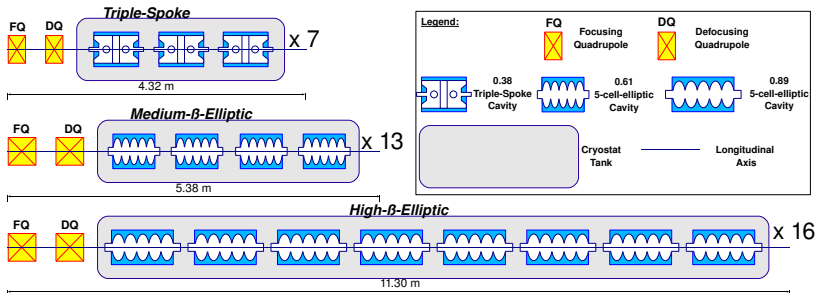 Triple-Spoke
FQ DQ
x 7
4.32 m
Medium-ß-Elliptic
FQ DQ
x 13
5.38 m
High-ß-Elliptic
FQ DQ
x 16
11.30 m
Legend:
FQ
Focusing
Quadrupole
DQ
Defocusing
Quadrupole
0.38
Triple-Spoke
Cavity
0.61
5-cell-elliptic
Cavity
0.89
5-cell-elliptic
Cavity
Cryostat
Tank
Longitudinal
Axis